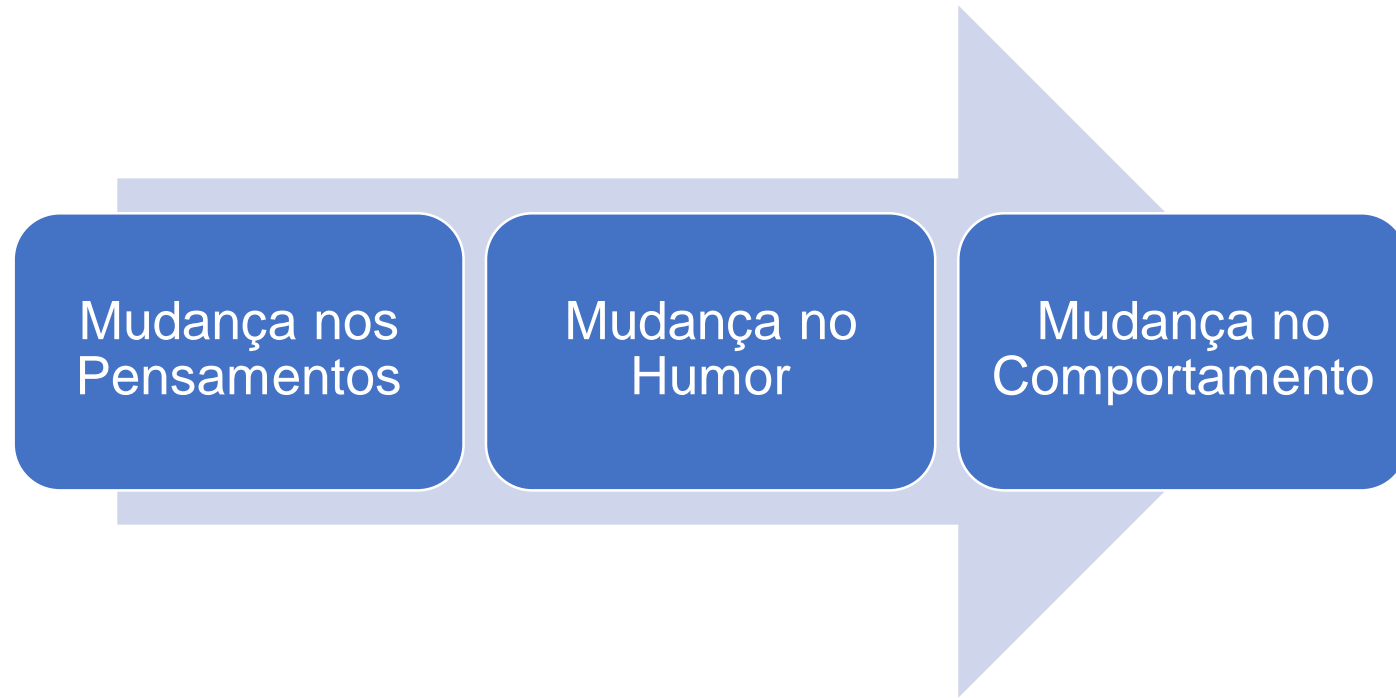 Mudança nos
Pensamentos
Mudança no
Humor
Mudança no
Comportamento